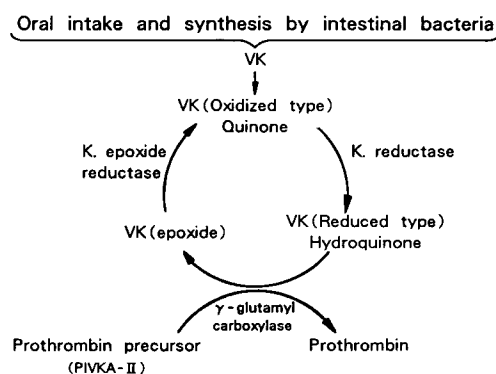 Oral intake and synthesis by intestinal bacteria
VK
VK (Oxidized type)
Quinone
K. epoxide
reductase
K. reductase
VK (epoxide)
VK (Reduced type)
Hydroquinone
γ-glutamyl
carboxylase
Prothrombin precursor
(PIVKA-II)
Prothrombin